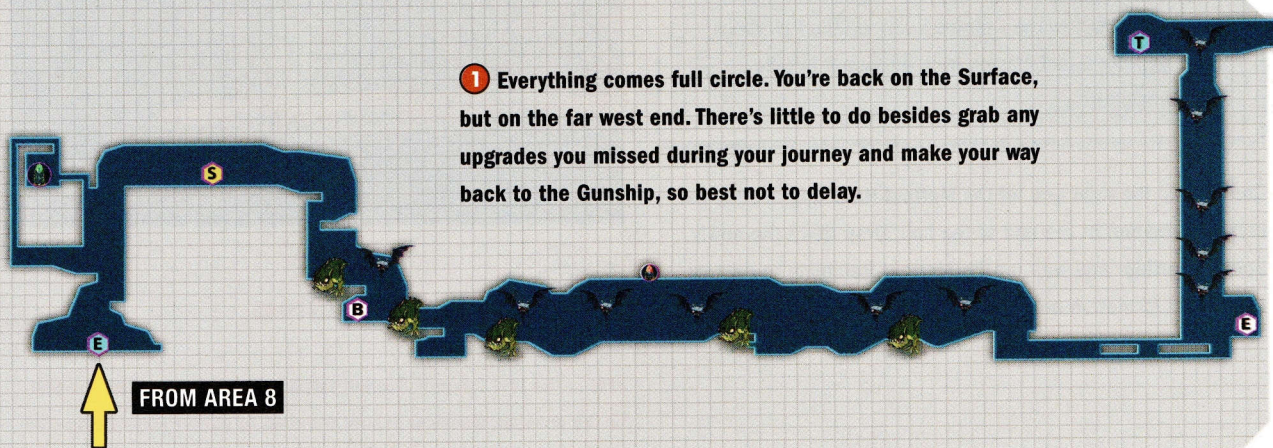 T
1 Everything comes full circle. You're back on the Surface,
but on the far west end. There's little to do besides grab any
upgrades you missed during your journey and make your way
back to the Gunship, so best not to delay.
S
B
E
E
FROM AREA 8